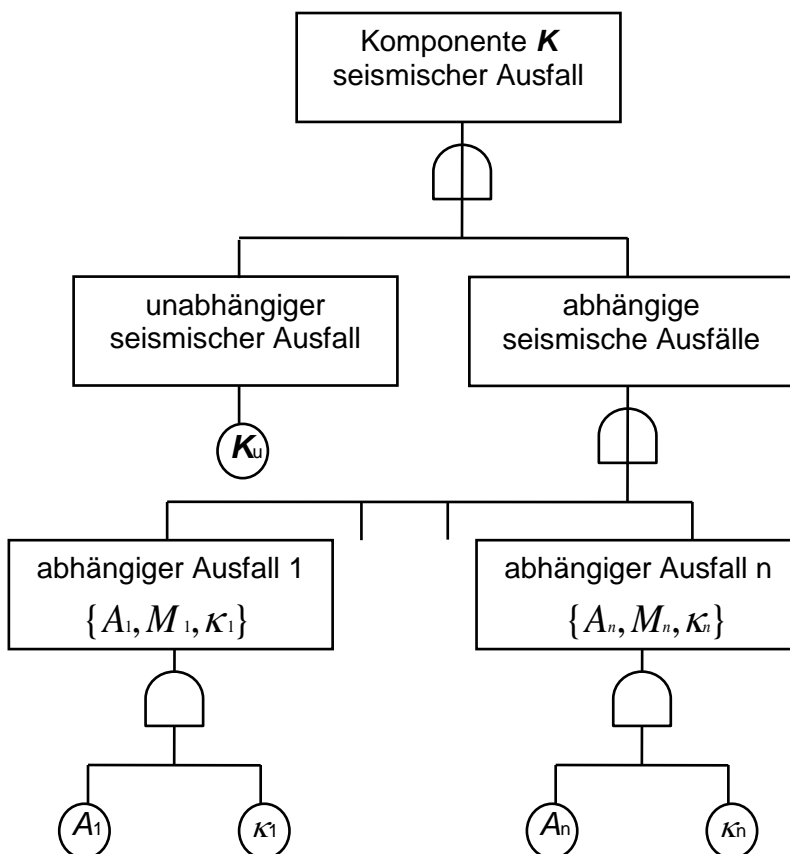 Komponente K
seismischer Ausfall
unabhängiger
seismischer Ausfall
abhängige
seismische Ausfälle
Ku
abhängiger Ausfall 1
{A1, M1, κ1}
abhängiger Ausfall n
{An, Mn, κn}
A1
κ1
An
κn